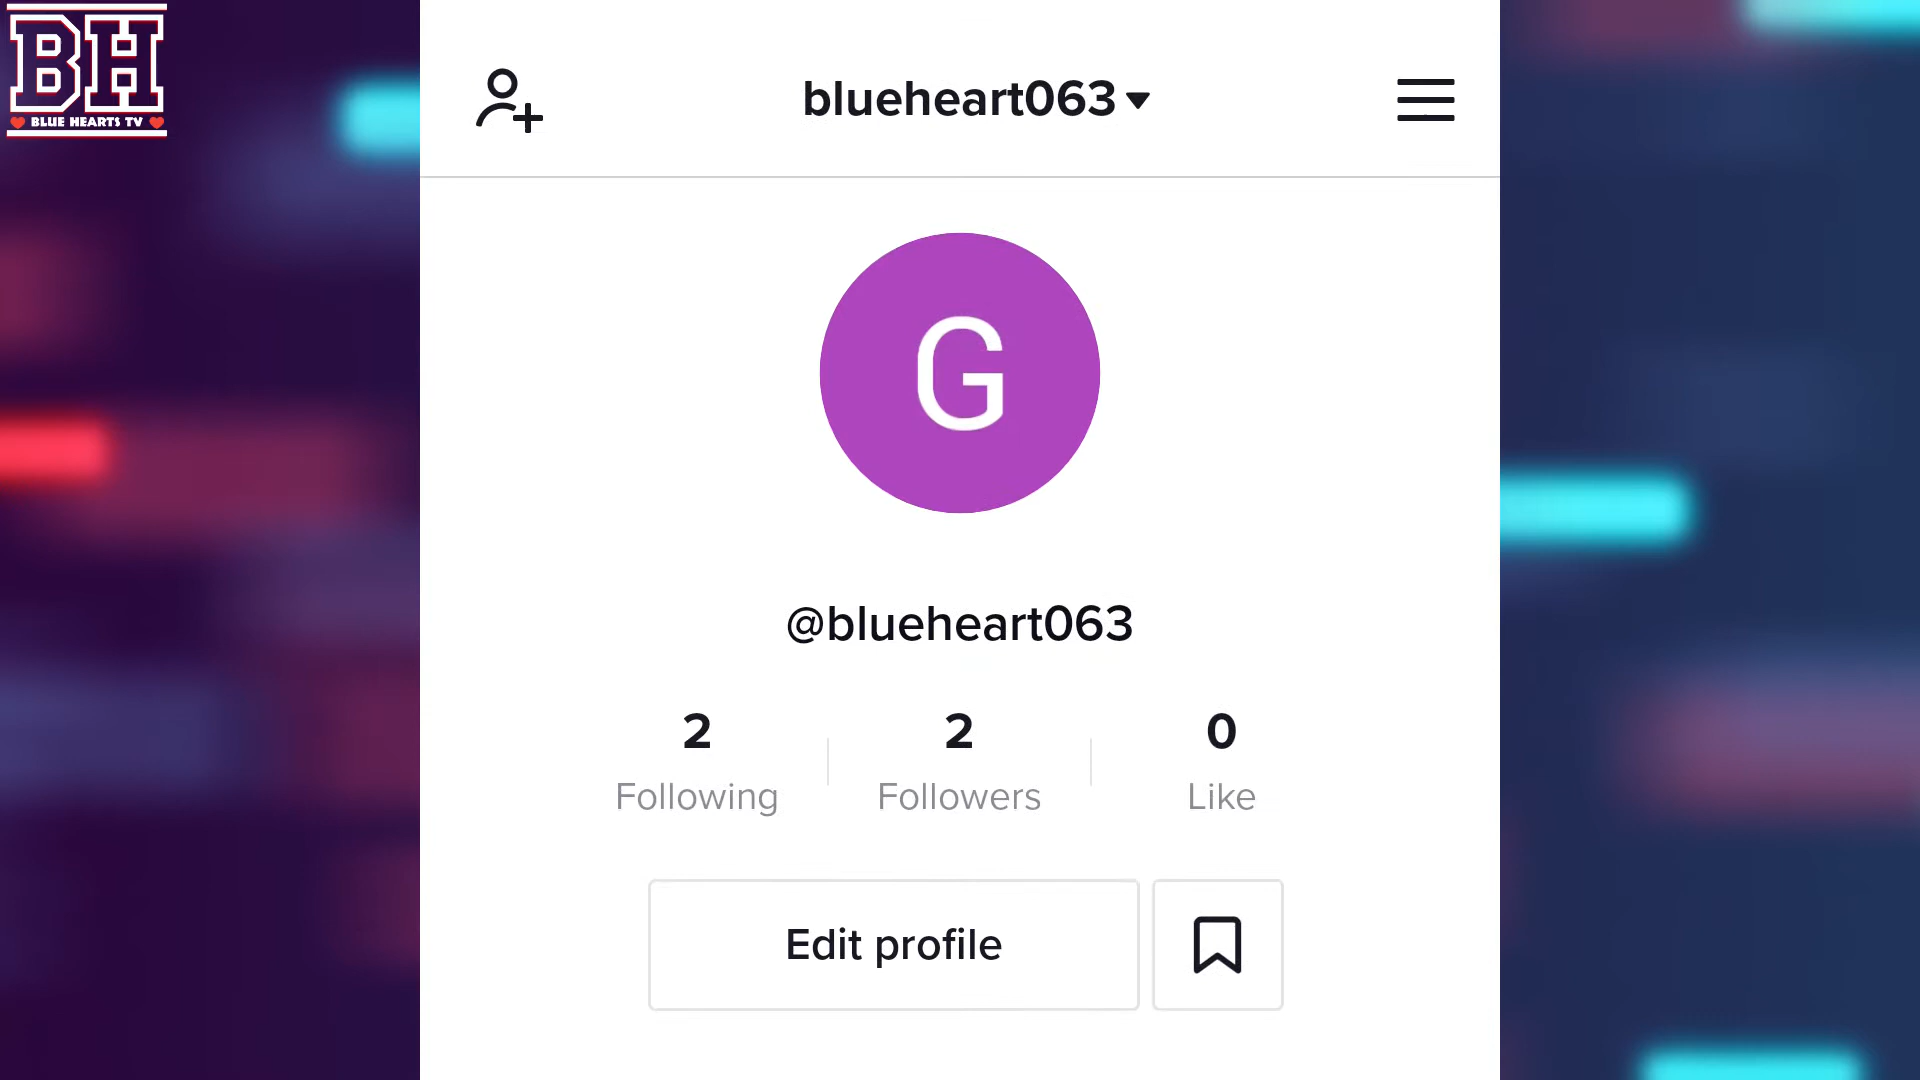 BH
BLUE HEARTS TV
blueheart063
G
@blueheart063
2 2 0
Following Followers Like
Edit profile